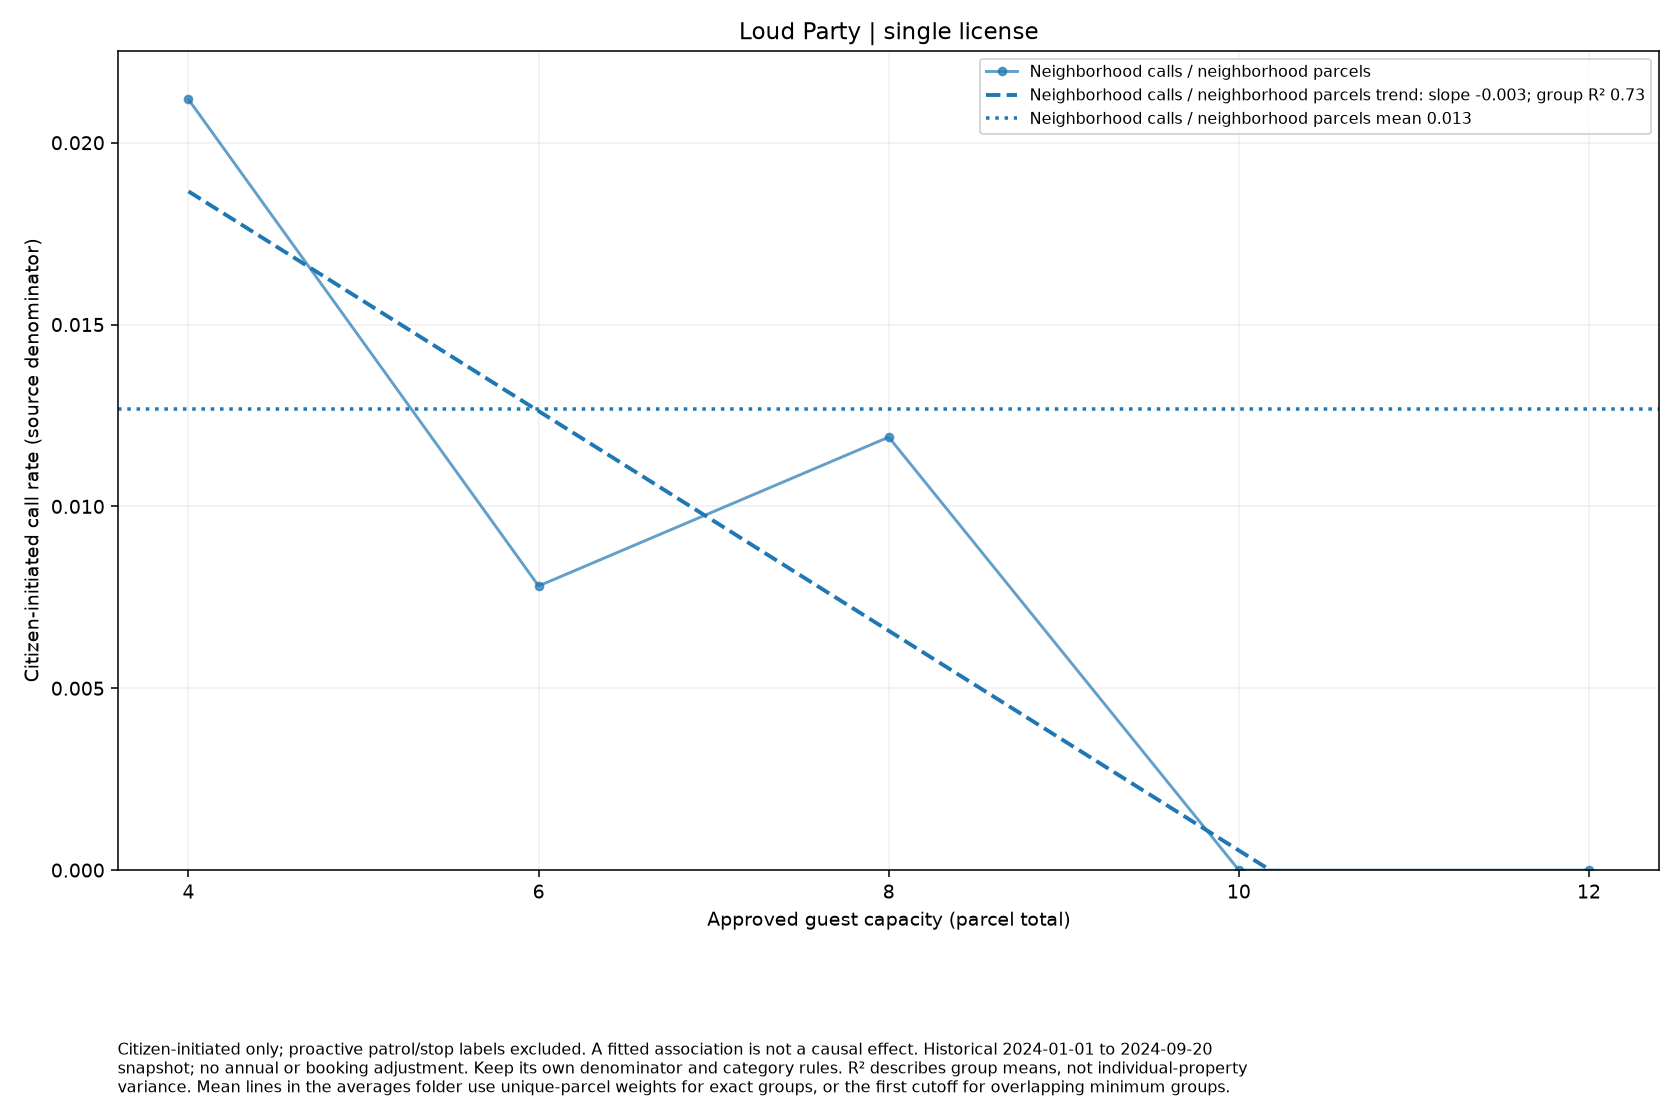 Loud Party | single license
Neighborhood calls / neighborhood parcels
Neighborhood calls / neighborhood parcels trend: slope -0.003; group R² 0.73
Neighborhood calls / neighborhood parcels mean 0.013
Citizen-initiated call rate (source denominator)
0.020
0.015
0.010
0.005
0.000
4 6 8 10 12
Approved guest capacity (parcel total)
Citizen-initiated only; proactive patrol/stop labels excluded. A fitted association is not a causal effect. Historical 2024-01-01 to 2024-09-20
snapshot; no annual or booking adjustment. Keep its own denominator and category rules. R² describes group means, not individual-property
variance. Mean lines in the averages folder use unique-parcel weights for exact groups, or the first cutoff for overlapping minimum groups.